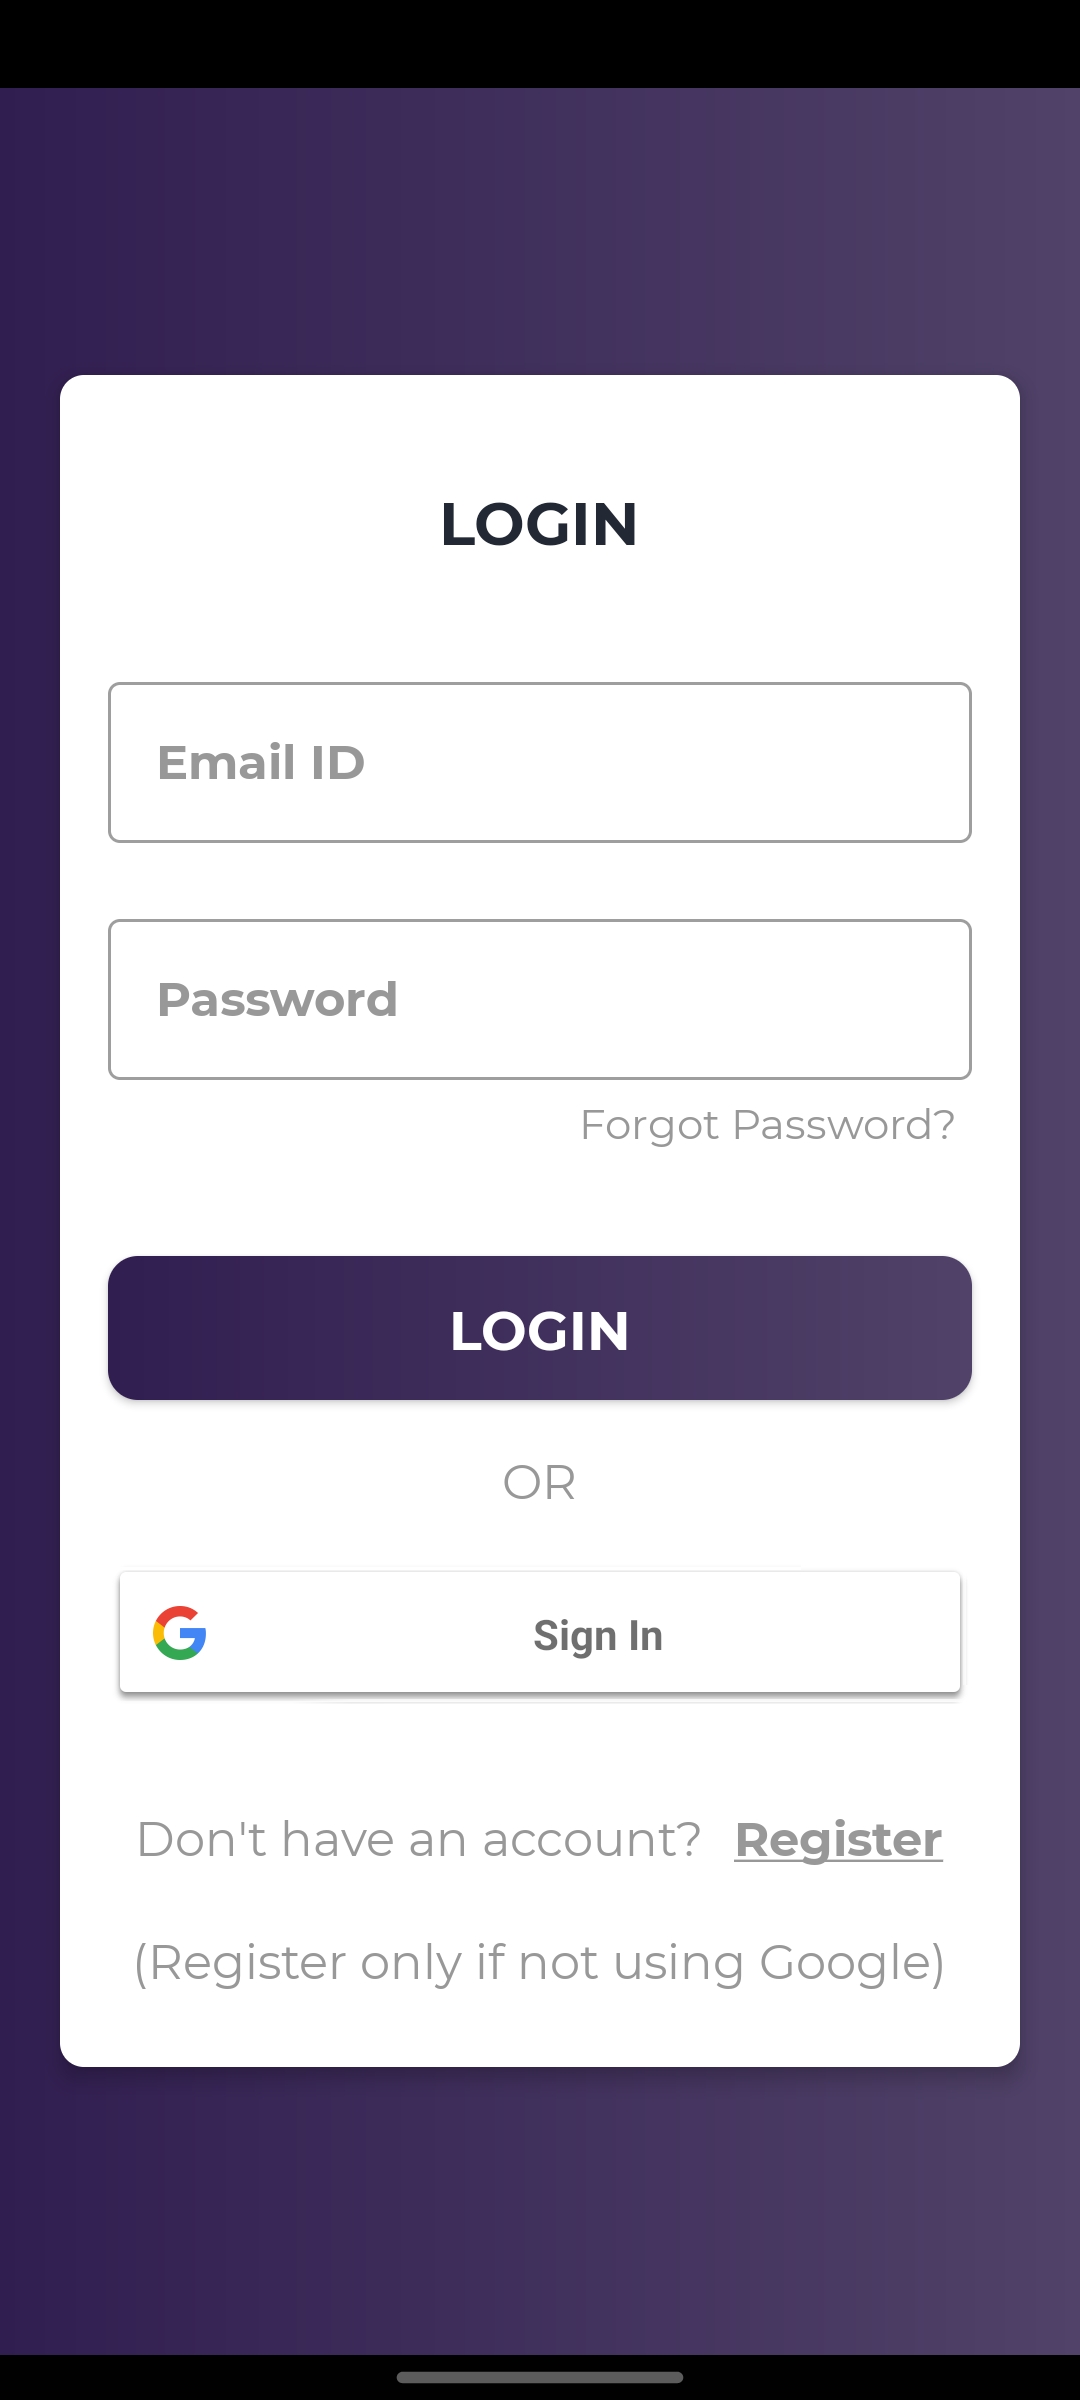 LOGIN
Email ID
Password
Forgot Password?
LOGIN
OR
Sign In
Don't have an account? Register
(Register only if not using Google)